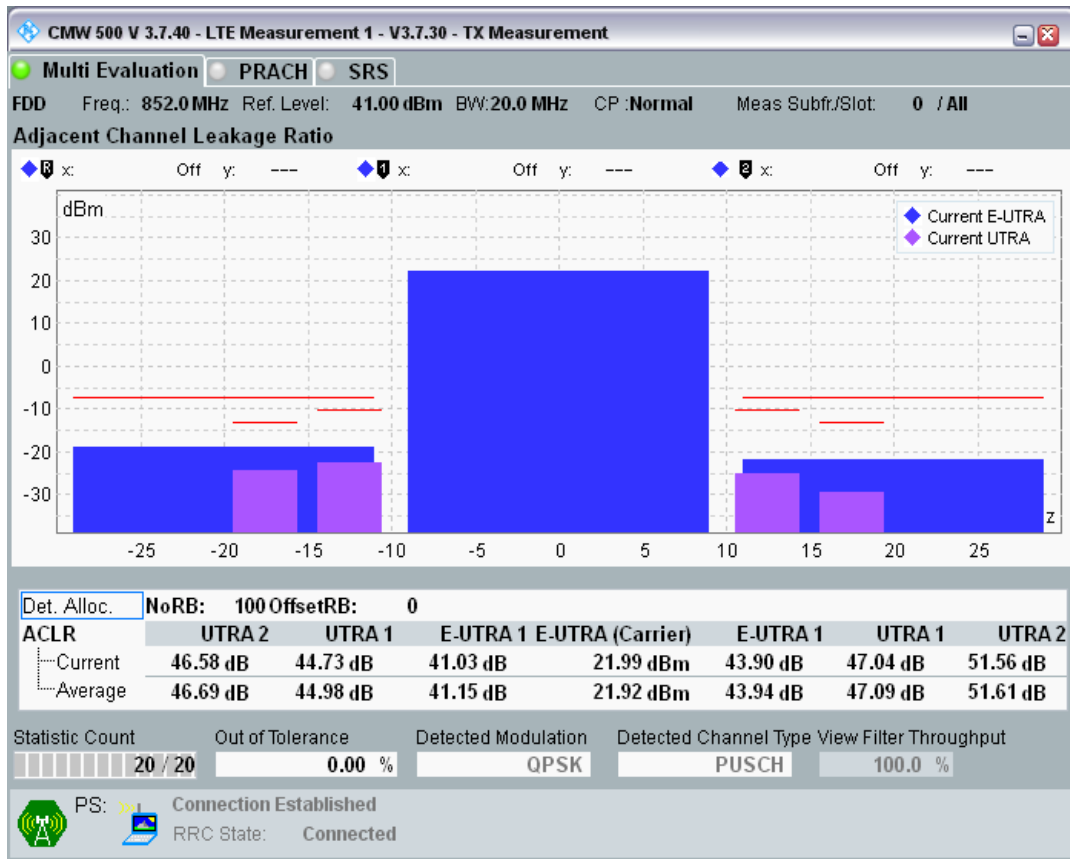 CMW 500 V 3.7.40 - LTE Measurement 1 - V3.7.30 - TX Measurement
Multi Evaluation PRACH SRS
FDD Freq.: 852.0 MHz Ref. Level: 41.00 dBm BW:20.0 MHz CP :Normal Meas Subfr./Slot: 0 / All
Adjacent Channel Leakage Ratio
R x: Off y: --- 1 x: Off y: --- 2 x: Off y: ---
dBm
Current E-UTRA
Current UTRA
30
20
10
0
-10
-20
-30
z
-25 -20 -15 -10 -5 0 5 10 15 20 25
Det. Alloc. NoRB: 100 OffsetRB: 0
ACLR UTRA 2 UTRA 1 E-UTRA 1 E-UTRA (Carrier) E-UTRA 1 UTRA 1 UTRA 2
Current 46.58 dB 44.73 dB 41.03 dB 21.99 dBm 43.90 dB 47.04 dB 51.56 dB
Average 46.69 dB 44.98 dB 41.15 dB 21.92 dBm 43.94 dB 47.09 dB 51.61 dB
Statistic Count Out of Tolerance Detected Modulation Detected Channel Type View Filter Throughput
20 / 20 0.00 % QPSK PUSCH 100.0 %
PS: Connection Established
RRC State: Connected